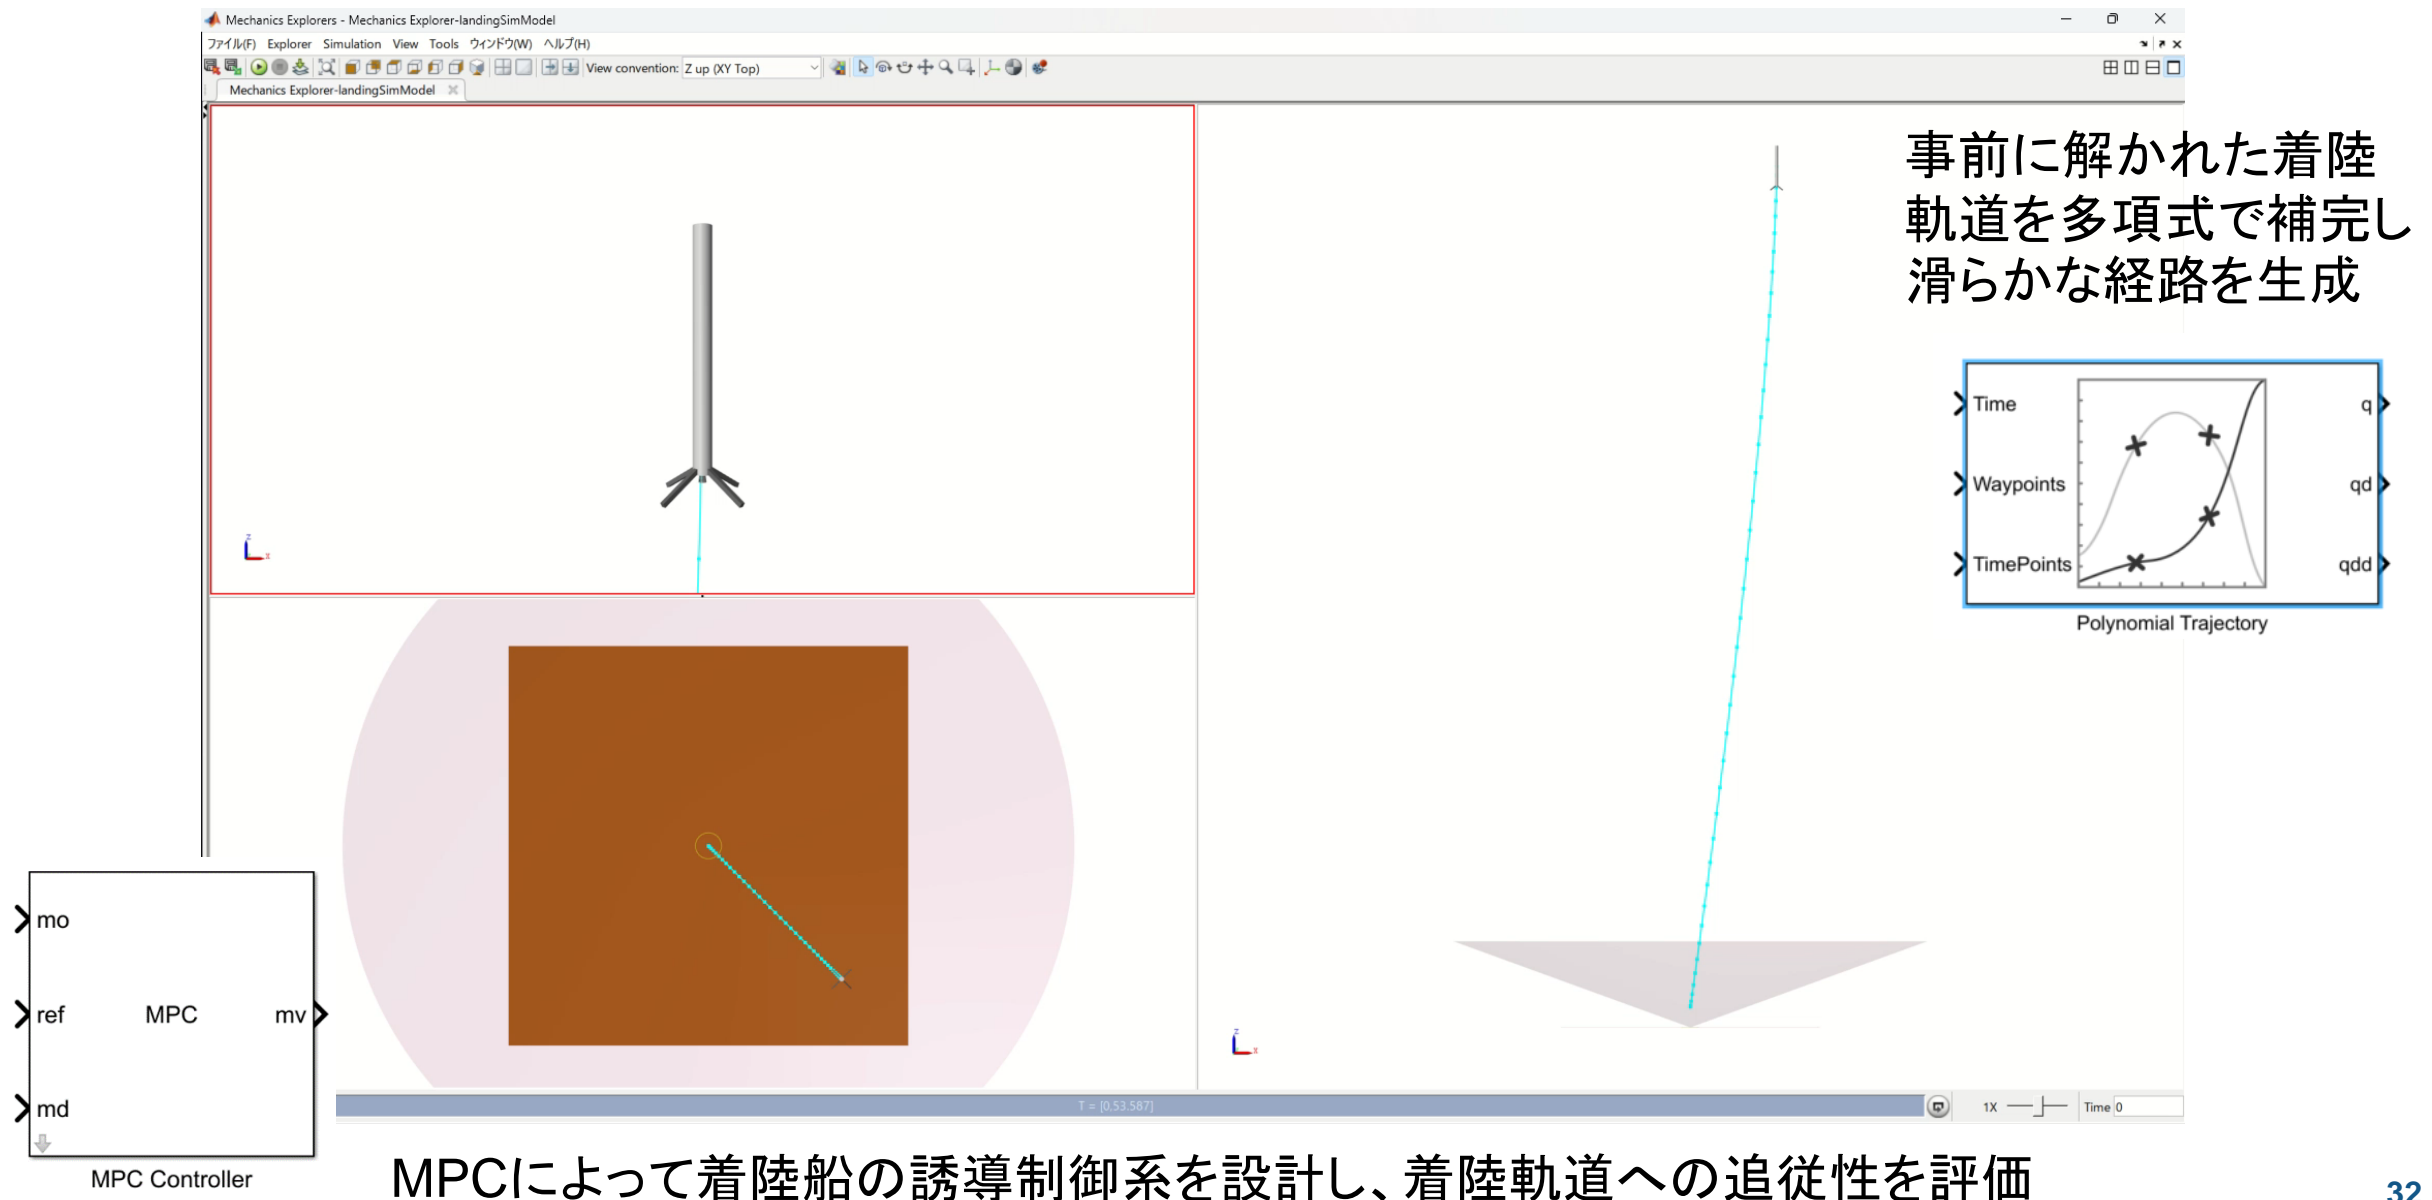 Mechanics Explorers - Mechanics Explorer-landingSimModel
ファイル(F) Explorer Simulation View Tools ウィンドウ(W) ヘルプ(H)
View convention: Z up (XY Top)
Mechanics Explorer-landingSimModel
事前に解かれた着陸
軌道を多項式で補完し
滑らかな経路を生成
Time
q
Waypoints
qd
TimePoints
qdd
Polynomial Trajectory
z
x
z
x
mo
ref
MPC
mv
md
MPC Controller
T = [0,53.587]
1X
Time 0
MPCによって着陸船の誘導制御系を設計し、着陸軌道への追従性を評価
32